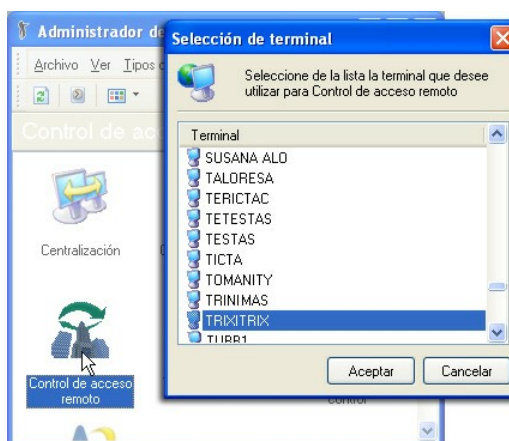 Administrador de
Archivo Ver Tipos
Control de acc
Centralización
Control de acceso
remoto
Control
Selección de terminal
Seleccione de la lista la terminal que desee
utilizar para Control de acceso remoto
Terminal
SUSANA ALO
TALORESA
TERICTAC
TETESTAS
TESTAS
TICTA
TOMANITY
TRINIMAS
TRIXITRIX
TURB1
Aceptar
Cancelar